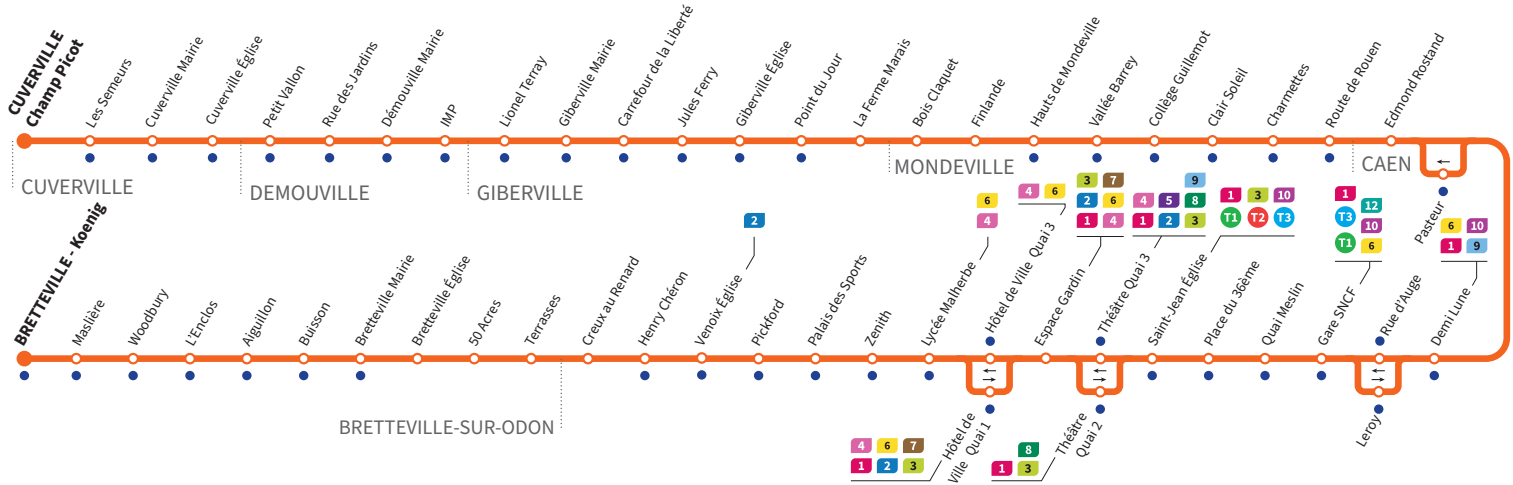 CUVERVILLE
Champ Picot
Les Semeurs
Cuverville Mairie
Cuverville Église
Petit Vallon
Rue des Jardins
Démouville Mairie
IMP
Lionel Terray
Giberville Mairie
Carrefour de la Liberté
Jules Ferry
Giberville Église
Point du Jour
La Ferme Marais
Bois Claquet
Finlande
Hauts de Mondeville
Vallée Barrey
Collège Guillemot
Clair Soleil
Charmettes
Route de Rouen
Edmond Rostand
Pasteur
CUVERVILLE
DEMOUVILLE
GIBERVILLE
MONDEVILLE
CAEN
BRETTEVILLE - Koenig
Maslière
Woodbury
L'Enclos
Aiguillon
Buisson
Bretteville Mairie
Bretteville Église
50 Acres
Terrasses
Creux au Renard
Henry Chéron
Venoix Église
2
Pickford
Palais des Sports
Zenith
Lycée Malherbe
6
4
Hôtel de Ville Quai 3
4 6
Espace Gardin
3 7
2 6
1 4
Théâtre Quai 3
9
4 5 8
1 2 3
Saint-Jean Église
1 3 10
T1 T2 T3
Place du 36ème
Quai Meslin
Gare SNCF
1
T3 12
10
T1 6
Rue d'Auge
Demi Lune
6 10
1 9
BRETTEVILLE-SUR-ODON
4 6 7
1 2 3
Hôtel de
Ville Quai 1
8
1 3
Théâtre
Quai 2
Leroy